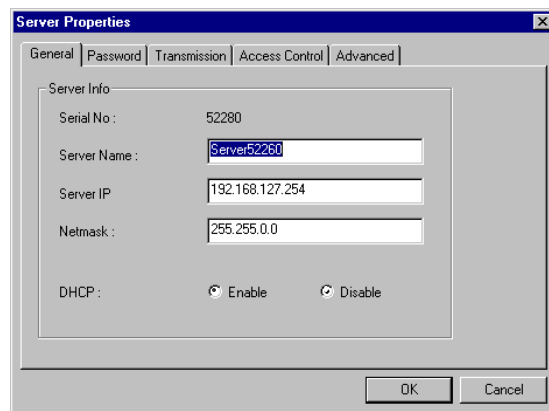 Server Properties
General Password Transmission Access Control Advanced
Server Info
Serial No : 52280
Server Name : Server52260
Server IP 192.168.127.254
Netmask : 255.255.0.0
DHCP : Enable Disable
OK Cancel